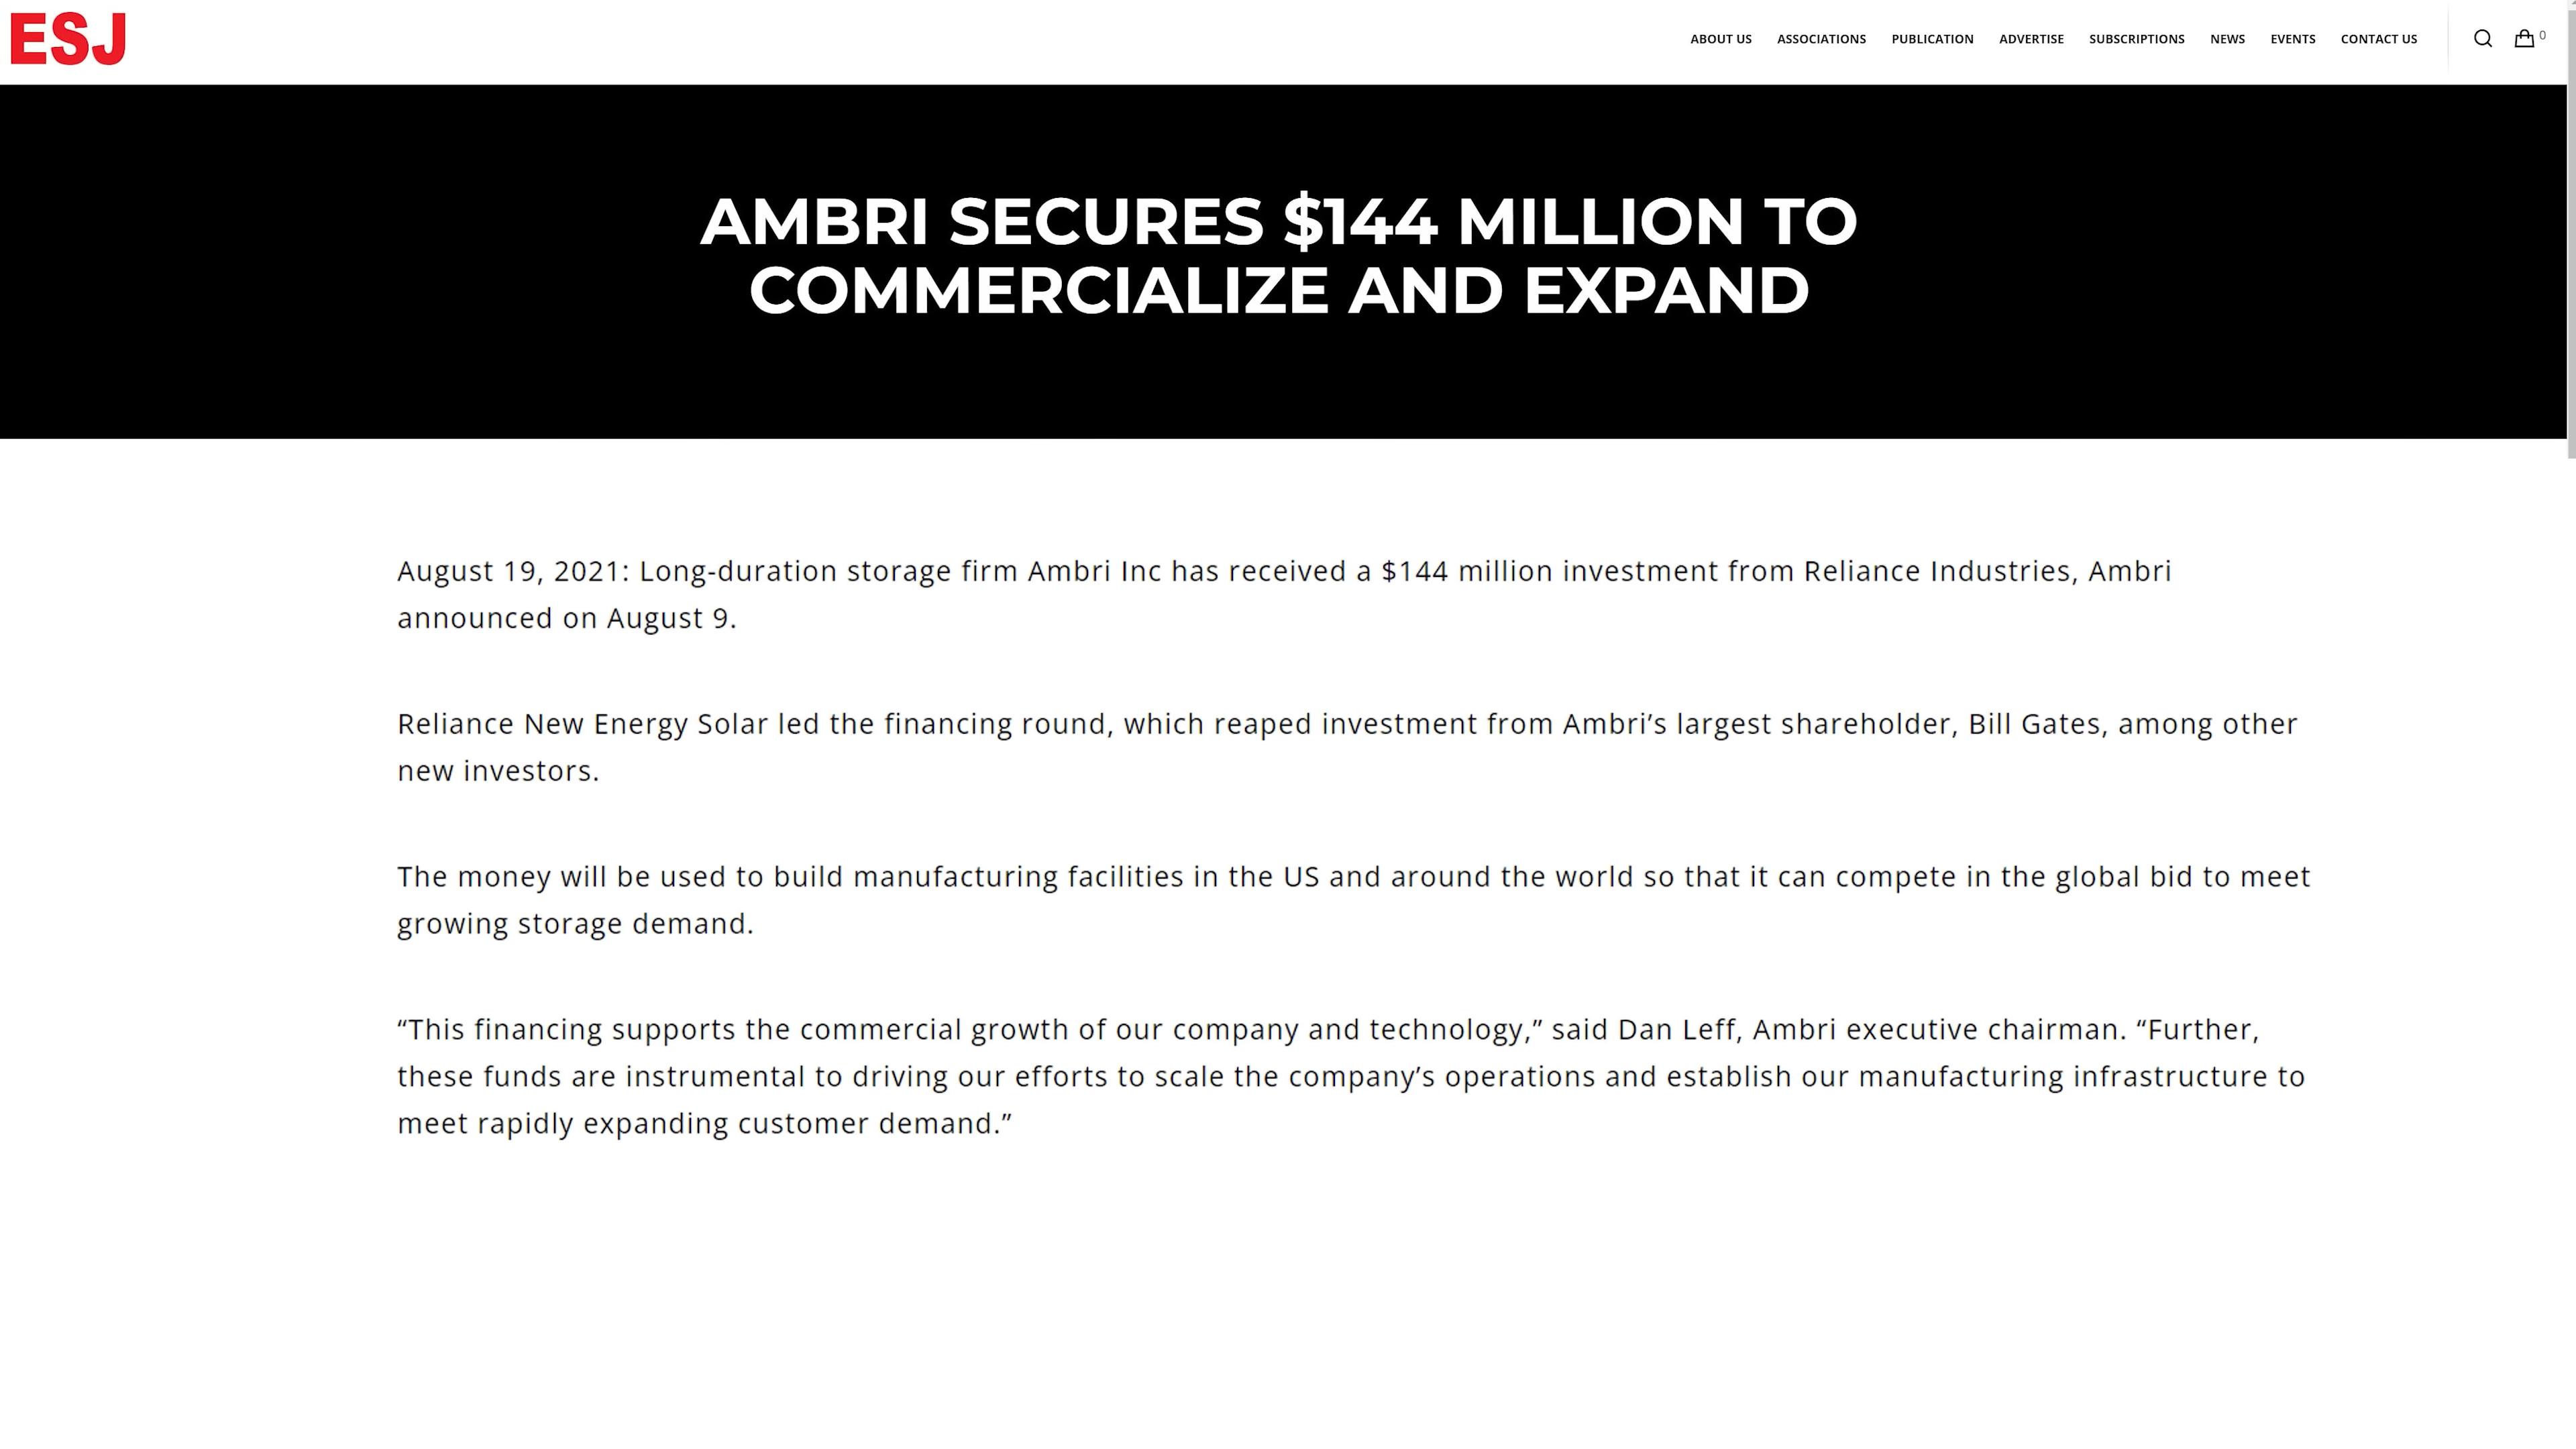 ESJ
ABOUT US ASSOCIATIONS PUBLICATION ADVERTISE SUBSCRIPTIONS NEWS EVENTS CONTACT US 0
AMBRI SECURES $144 MILLION TO
COMMERCIALIZE AND EXPAND
August 19, 2021: Long-duration storage firm Ambri Inc has received a $144 million investment from Reliance Industries, Ambri
announced on August 9.
Reliance New Energy Solar led the financing round, which reaped investment from Ambri’s largest shareholder, Bill Gates, among other
new investors.
The money will be used to build manufacturing facilities in the US and around the world so that it can compete in the global bid to meet
growing storage demand.
“This financing supports the commercial growth of our company and technology,” said Dan Leff, Ambri executive chairman. “Further,
these funds are instrumental to driving our efforts to scale the company’s operations and establish our manufacturing infrastructure to
meet rapidly expanding customer demand.”